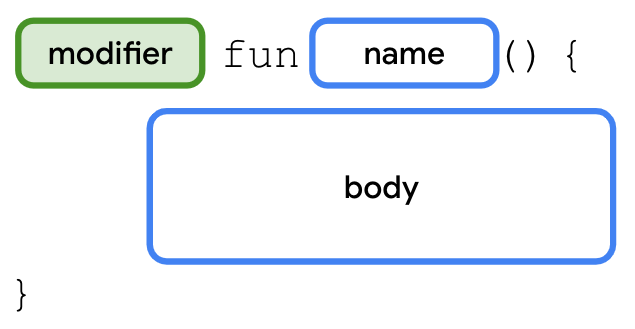 modifier fun name () {
body
}